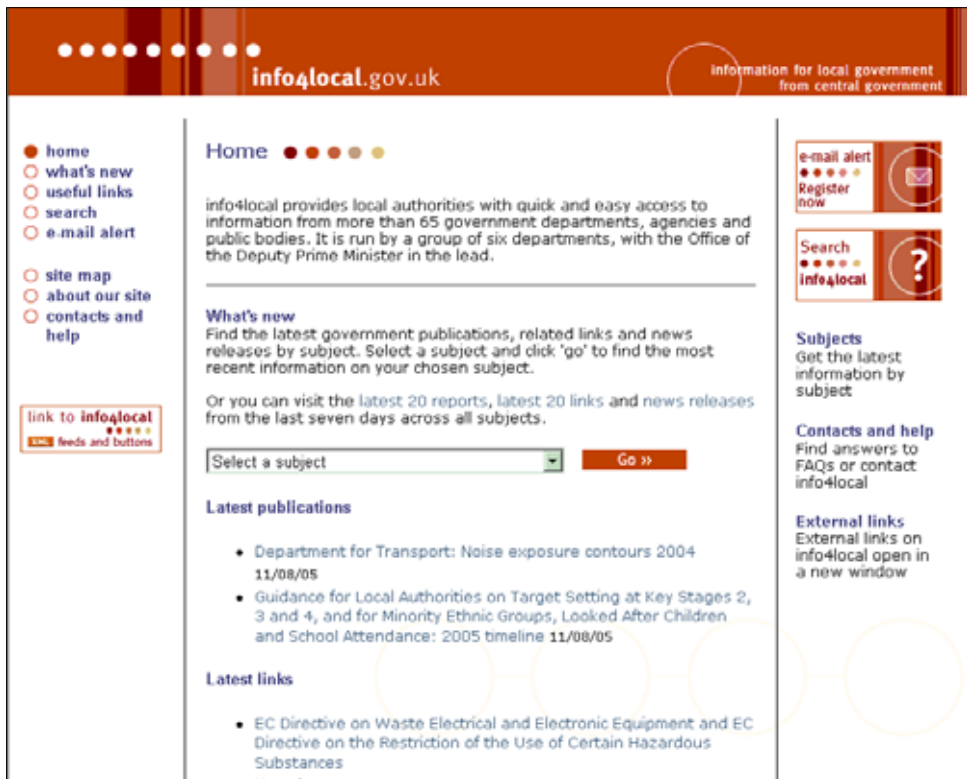 info4local.gov.uk
information for local government
from central government
home
what's new
useful links
search
e-mail alert
site map
about our site
contacts and
help
link to info4local
XML feeds and buttons
Home
info4local provides local authorities with quick and easy access to
information from more than 65 government departments, agencies and
public bodies. It is run by a group of six departments, with the Office of
the Deputy Prime Minister in the lead.
What's new
Find the latest government publications, related links and news
releases by subject. Select a subject and click 'go' to find the most
recent information on your chosen subject.
Or you can visit the latest 20 reports, latest 20 links and news releases
from the last seven days across all subjects.
Select a subject
Go »
Latest publications
Department for Transport: Noise exposure contours 2004
11/08/05
Guidance for Local Authorities on Target Setting at Key Stages 2,
3 and 4, and for Minority Ethnic Groups, Looked After Children
and School Attendance: 2005 timeline 11/08/05
Latest links
EC Directive on Waste Electrical and Electronic Equipment and EC
Directive on the Restriction of the Use of Certain Hazardous
Substances
e-mail alert
Register
now
Search
info4local
?
Subjects
Get the latest
information by
subject
Contacts and help
Find answers to
FAQs or contact
info4local
External links
External links on
info4local open in
a new window